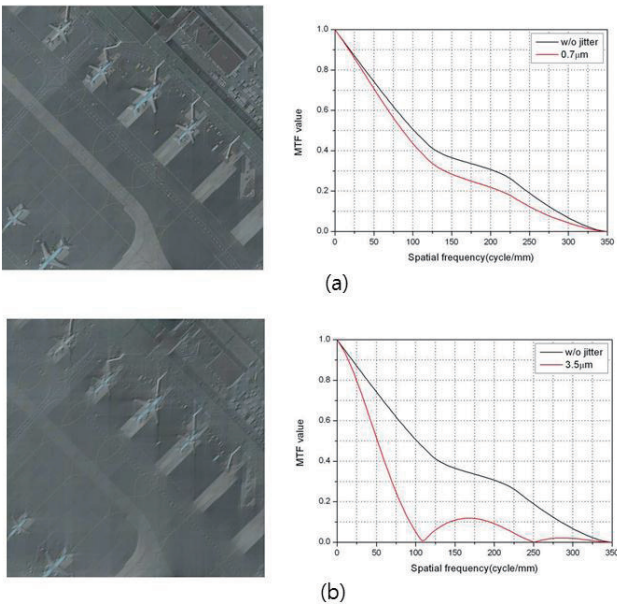 1.0
0.8
0.6
0.4
0.2
0.0
MTF value
w/o jitter
0.7μm
0 50 100 150 200 250 300 350
Spatial frequency(cycle/mm)
(a)
1.0
0.8
0.6
0.4
0.2
0.0
MTF value
w/o jitter
3.5μm
0 50 100 150 200 250 300 350
Spatial frequency(cycle/mm)
(b)